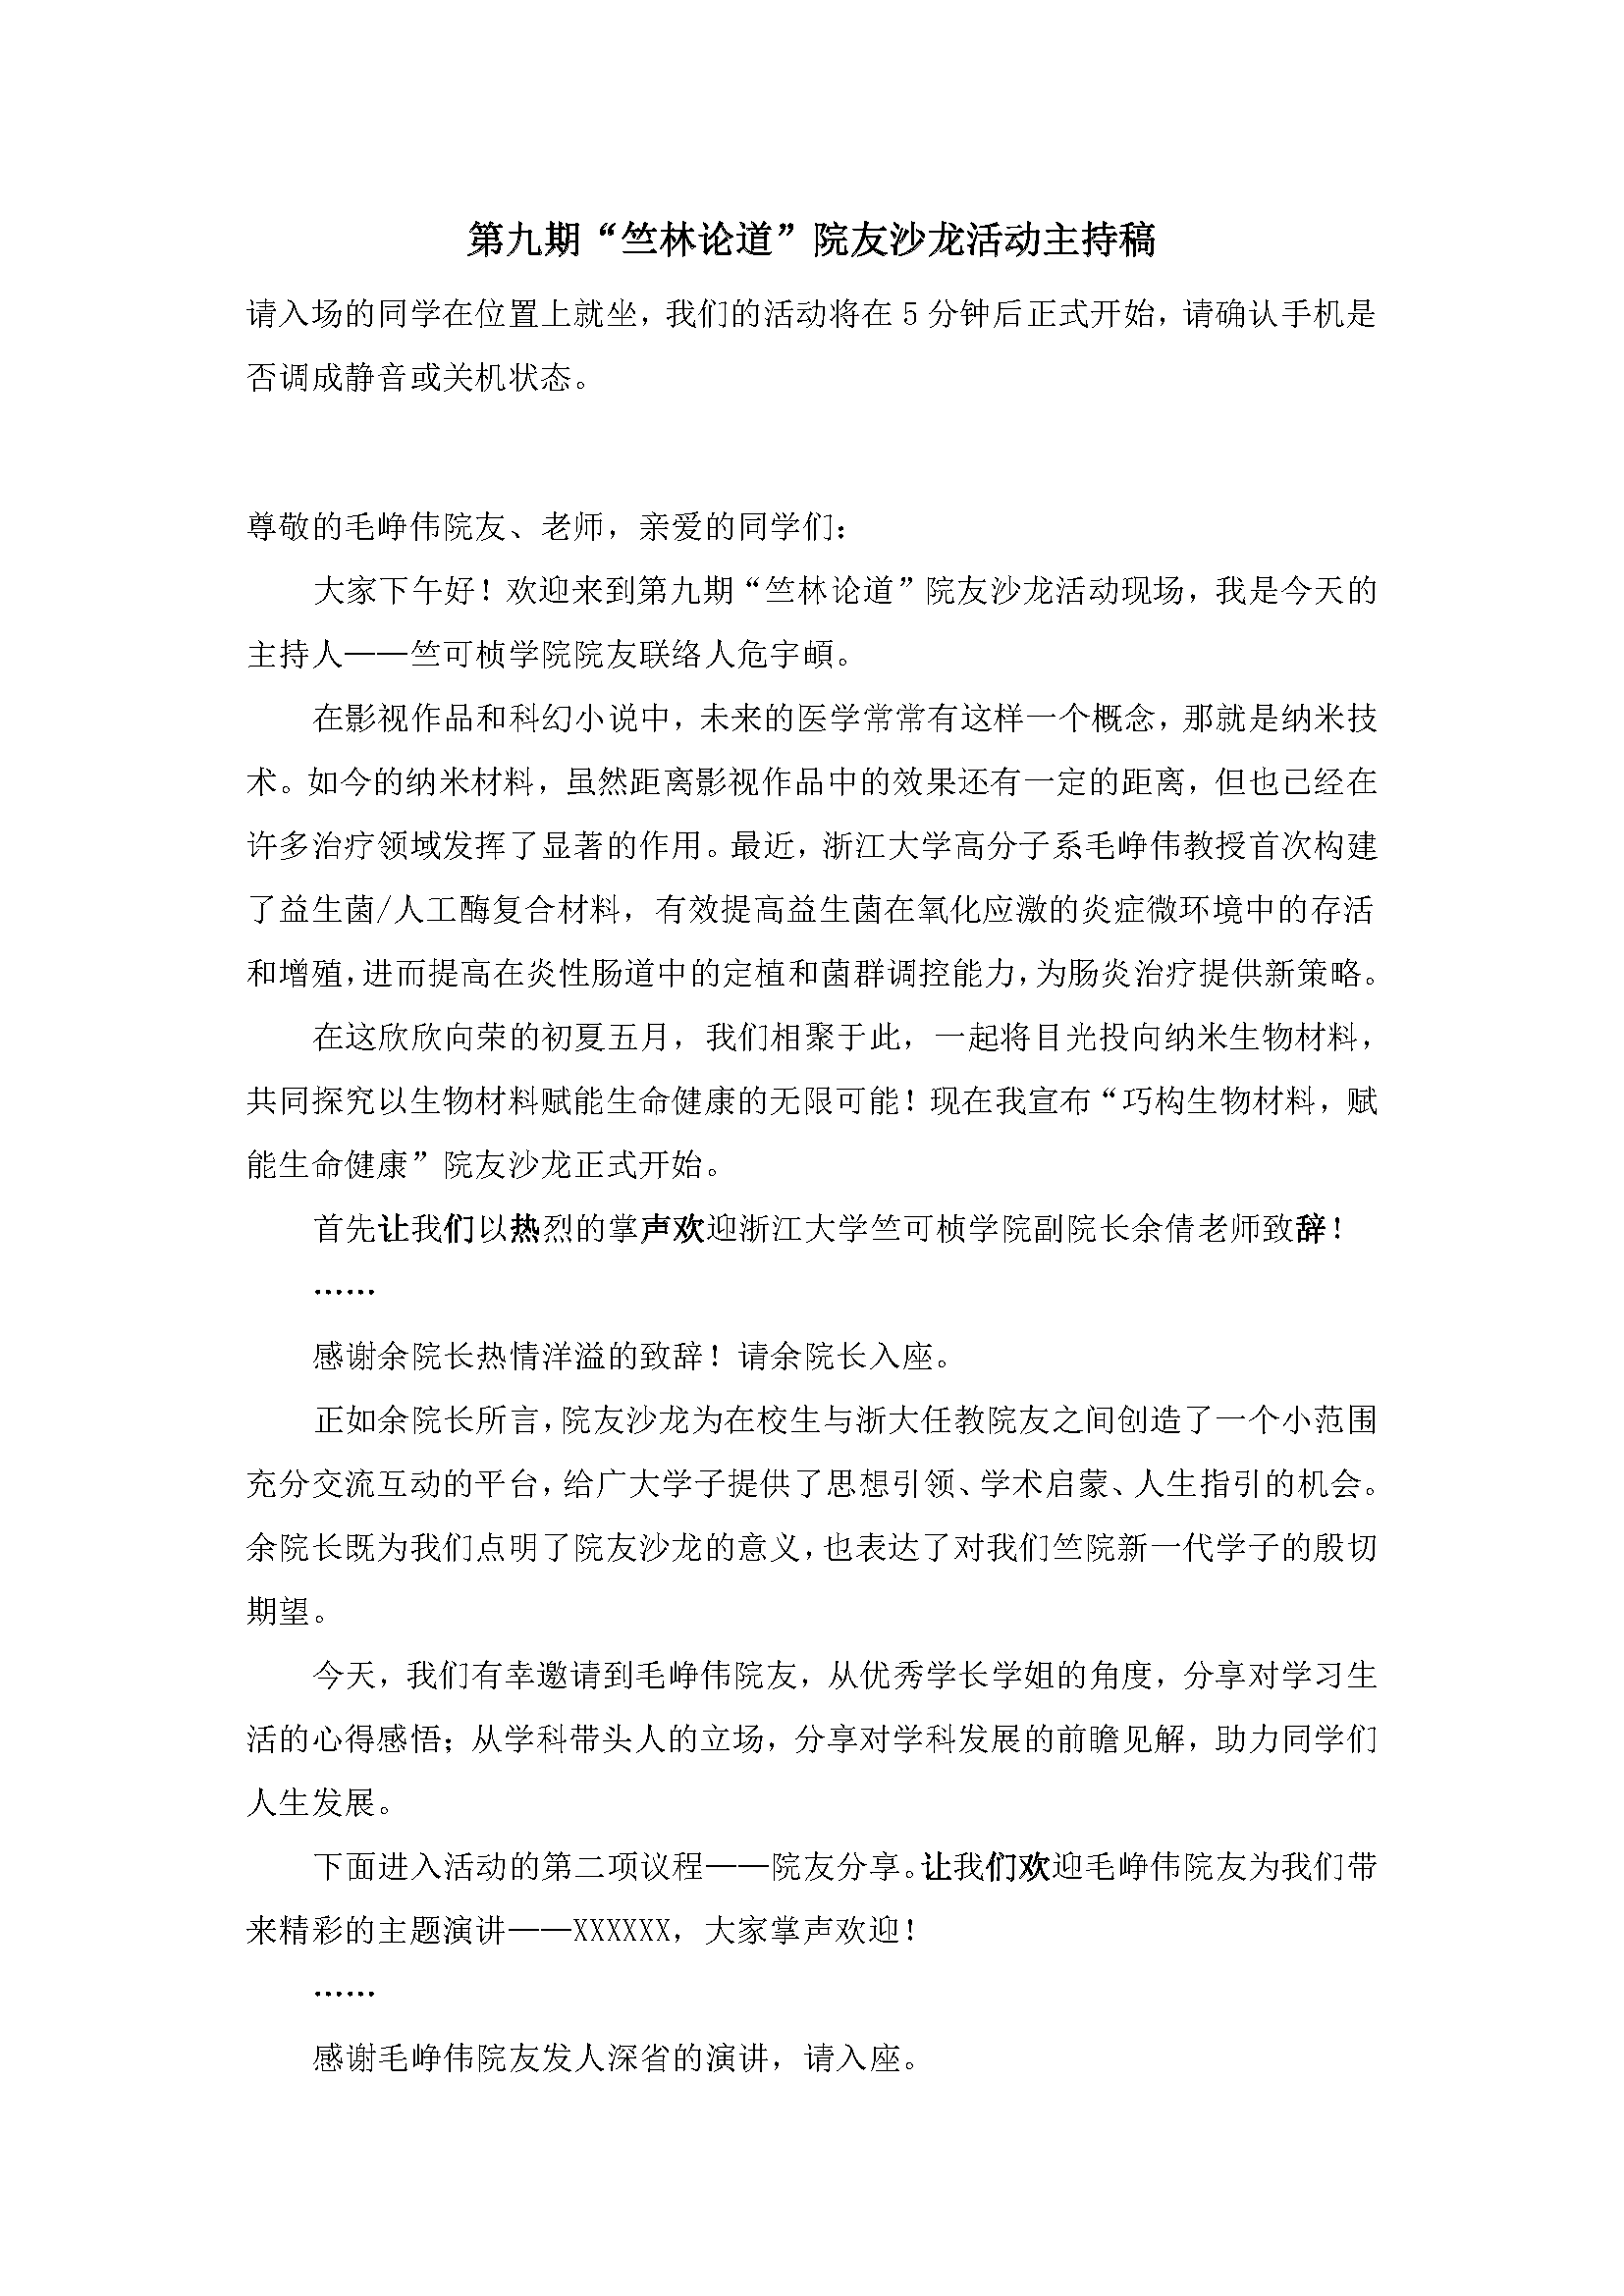 第九期“竺林论道”院友沙龙活动主持稿
请入场的同学在位置上就坐，我们的活动将在 5 分钟后正式开始，请确认手机是
否调成静音或关机状态。
尊敬的毛峥伟院友、老师，亲爱的同学们：
大家下午好！欢迎来到第九期“竺林论道”院友沙龙活动现场，我是今天的
主持人——竺可桢学院院友联络人危宇頔。
在影视作品和科幻小说中，未来的医学常常有这样一个概念，那就是纳米技
术。如今的纳米材料，虽然距离影视作品中的效果还有一定的距离，但也已经在
许多治疗领域发挥了显著的作用。最近，浙江大学高分子系毛峥伟教授首次构建
了益生菌/人工酶复合材料，有效提高益生菌在氧化应激的炎症微环境中的存活
和增殖，进而提高在炎性肠道中的定植和菌群调控能力，为肠炎治疗提供新策略。
在这欣欣向荣的初夏五月，我们相聚于此，一起将目光投向纳米生物材料，
共同探究以生物材料赋能生命健康的无限可能！现在我宣布“巧构生物材料，赋
能生命健康”院友沙龙正式开始。
首先让我们以热烈的掌声欢迎浙江大学竺可桢学院副院长余倩老师致辞！
……
感谢余院长热情洋溢的致辞！请余院长入座。
正如余院长所言，院友沙龙为在校生与浙大任教院友之间创造了一个小范围
充分交流互动的平台，给广大学子提供了思想引领、学术启蒙、人生指引的机会。
余院长既为我们点明了院友沙龙的意义，也表达了对我们竺院新一代学子的殷切
期望。
今天，我们有幸邀请到毛峥伟院友，从优秀学长学姐的角度，分享对学习生
活的心得感悟；从学科带头人的立场，分享对学科发展的前瞻见解，助力同学们
人生发展。
下面进入活动的第二项议程——院友分享。让我们欢迎毛峥伟院友为我们带
来精彩的主题演讲——XXXXXX，大家掌声欢迎！
……
感谢毛峥伟院友发人深省的演讲，请入座。